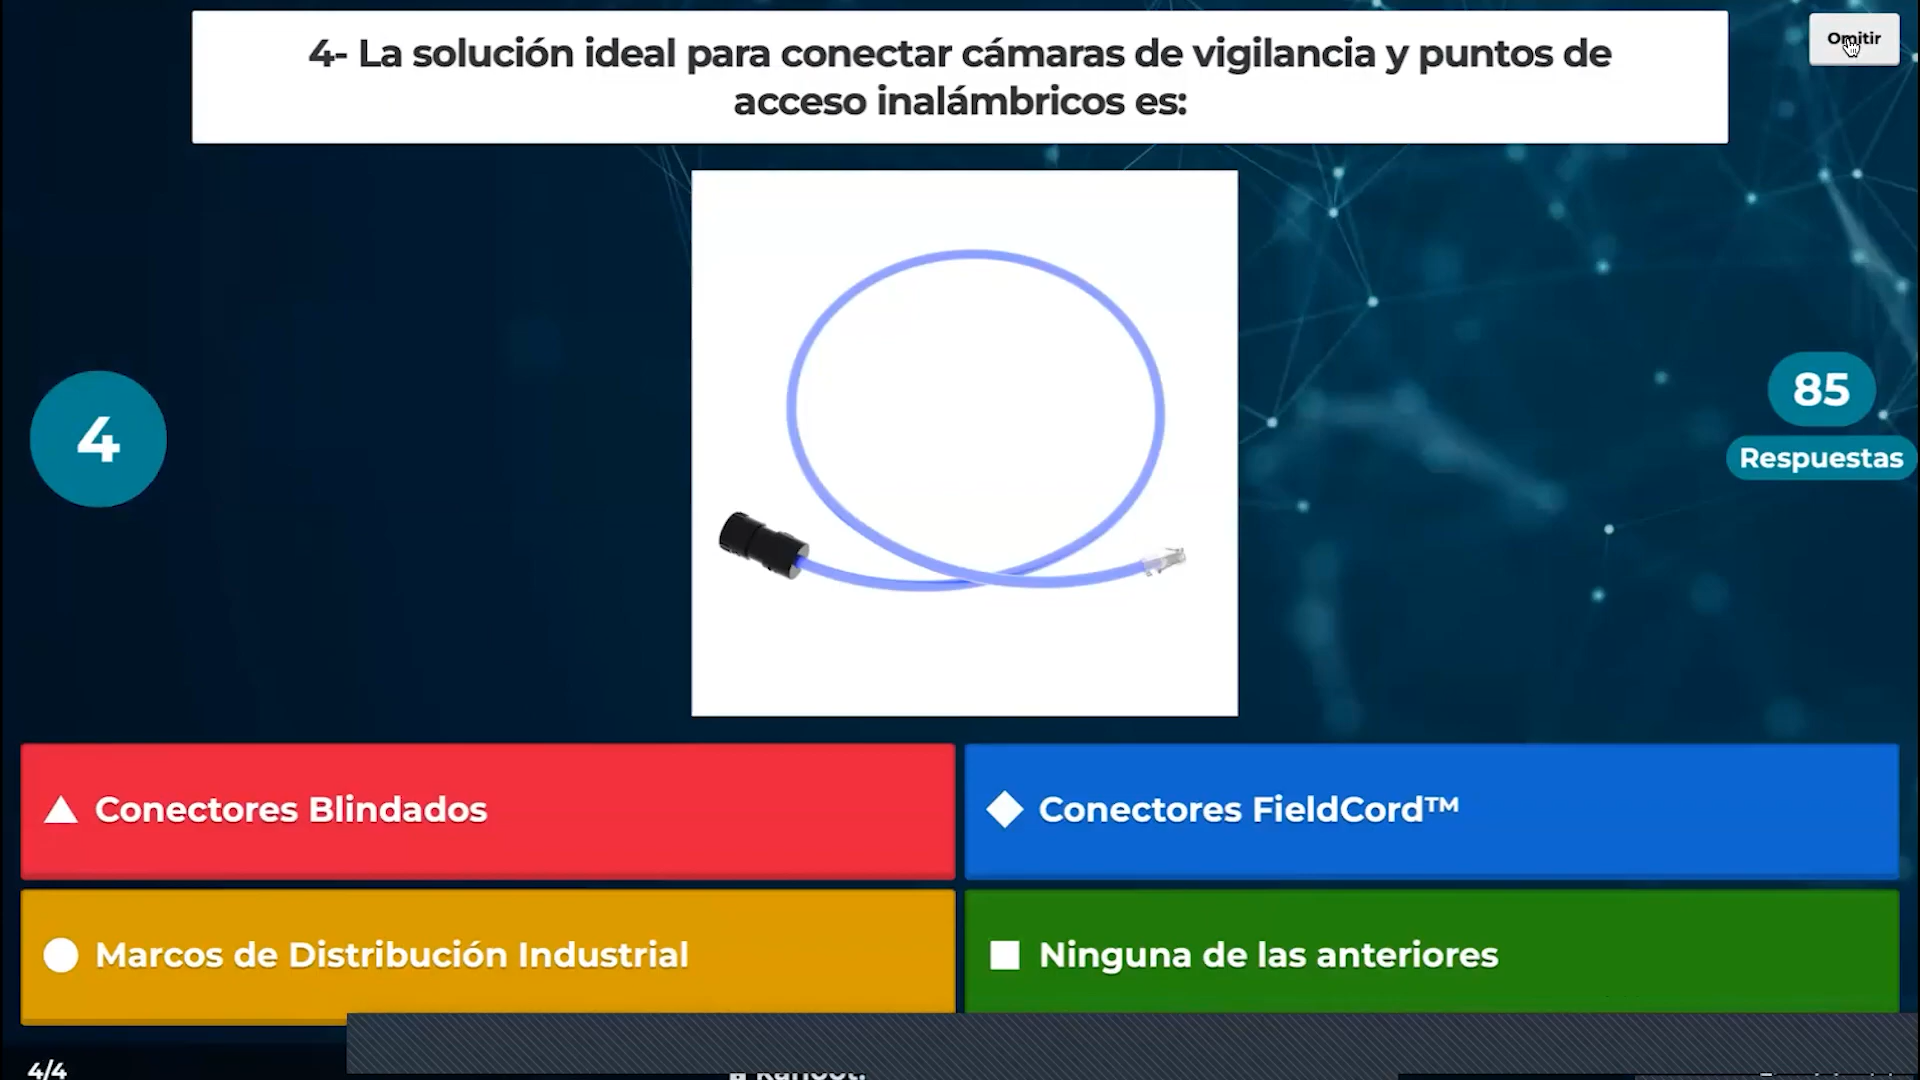 4- La solución ideal para conectar cámaras de vigilancia y puntos de
acceso inalámbricos es:
Omitir
4
85
Respuestas
Conectores Blindados
Conectores FieldCord™
Marcos de Distribución Industrial
Ninguna de las anteriores
4/4
Kahoot!